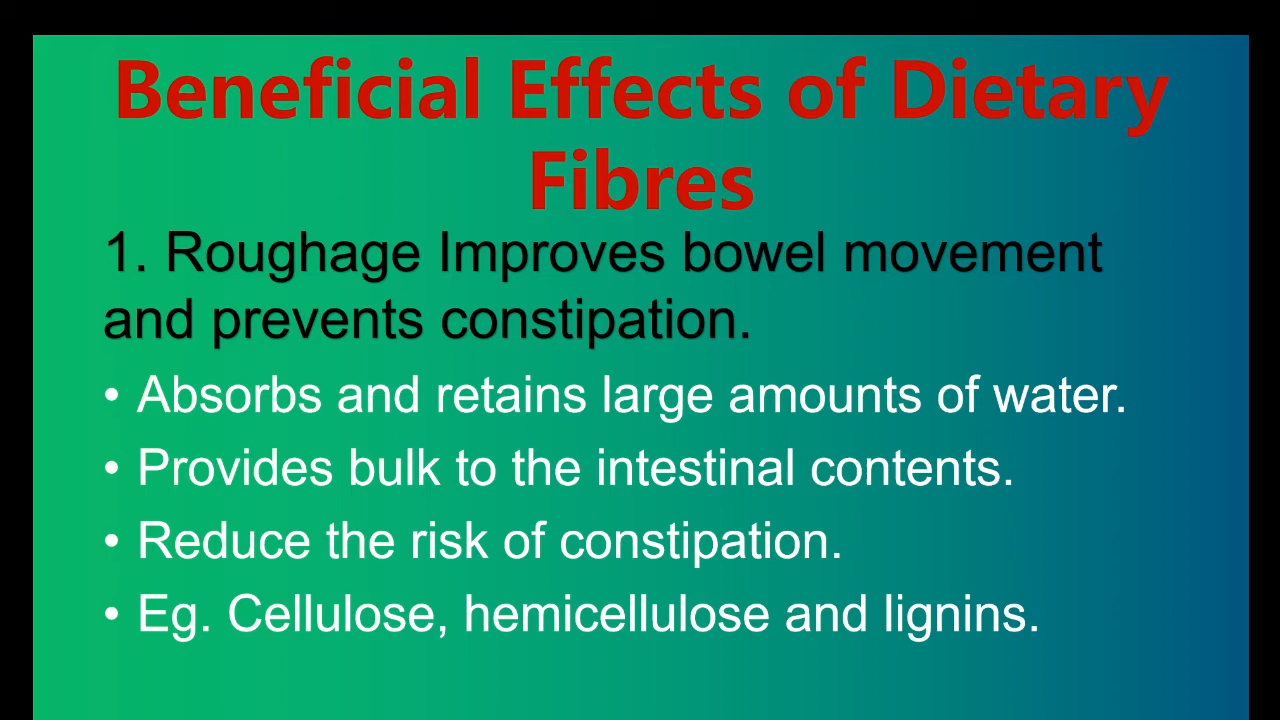 Beneficial Effects of Dietary
Fibres
1. Roughage Improves bowel movement
and prevents constipation.
• Absorbs and retains large amounts of water.
• Provides bulk to the intestinal contents.
• Reduce the risk of constipation.
• Eg. Cellulose, hemicellulose and lignins.